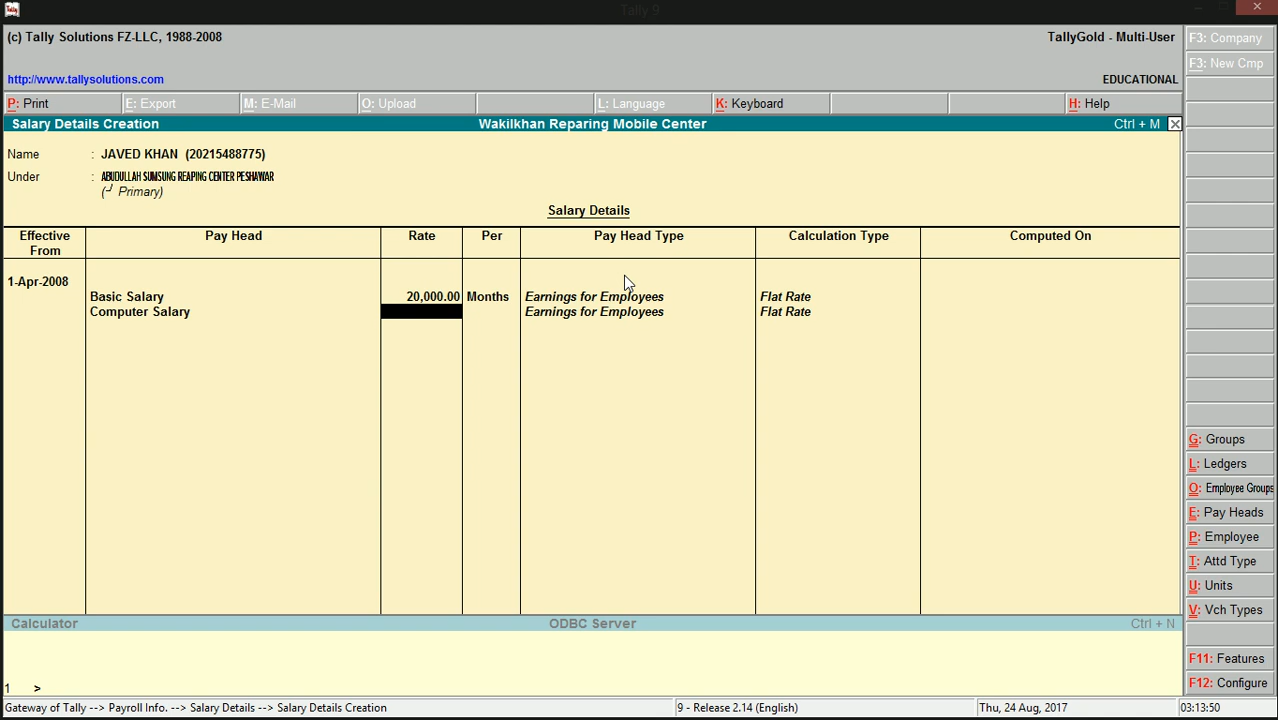 Tally 9
(c) Tally Solutions FZ-LLC, 1988-2008
TallyGold - Multi-User
http://www.tallysolutions.com
EDUCATIONAL
P: Print E: Export M: E-Mail O: Upload L: Language K: Keyboard H: Help
Salary Details Creation Wakilkhan Reparing Mobile Center Ctrl + M
Name : JAVED KHAN (20215488775)
Under : ABUDULLAH SUMSUNG REAPING CENTER PESHAWAR
(┘ Primary)
Salary Details
Effective From Pay Head Rate Per Pay Head Type Calculation Type Computed On
1-Apr-2008
Basic Salary 20,000.00 Months Earnings for Employees Flat Rate
Computer Salary Earnings for Employees Flat Rate
Calculator ODBC Server Ctrl + N
1 >
Gateway of Tally --> Payroll Info. --> Salary Details --> Salary Details Creation 9 - Release 2.14 (English) Thu, 24 Aug, 2017 03:13:50
F3: Company
F3: New Cmp
G: Groups
L: Ledgers
O: Employee Groups
E: Pay Heads
P: Employee
T: Attd Type
U: Units
V: Vch Types
F11: Features
F12: Configure